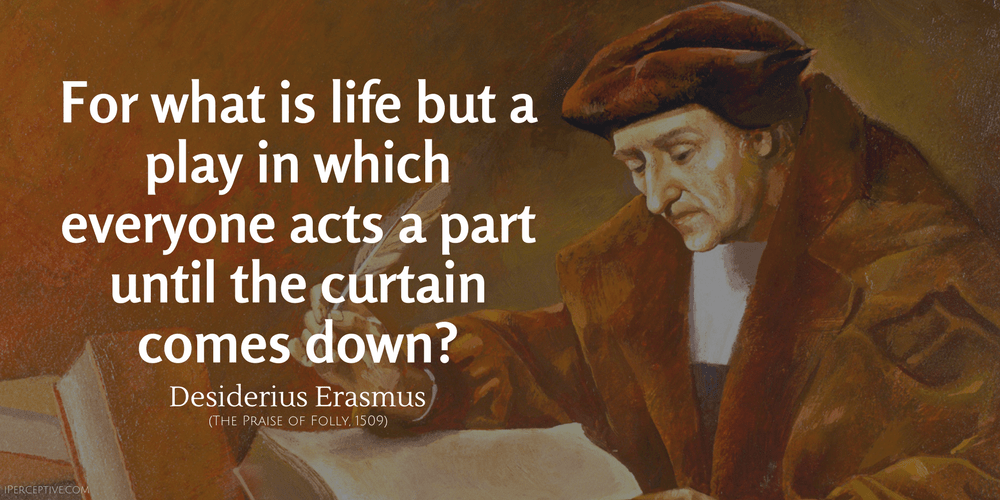 For what is life but a
play in which
everyone acts a part
until the curtain
comes down?
Desiderius Erasmus
(The Praise of Folly, 1509)
iPerceptive.com